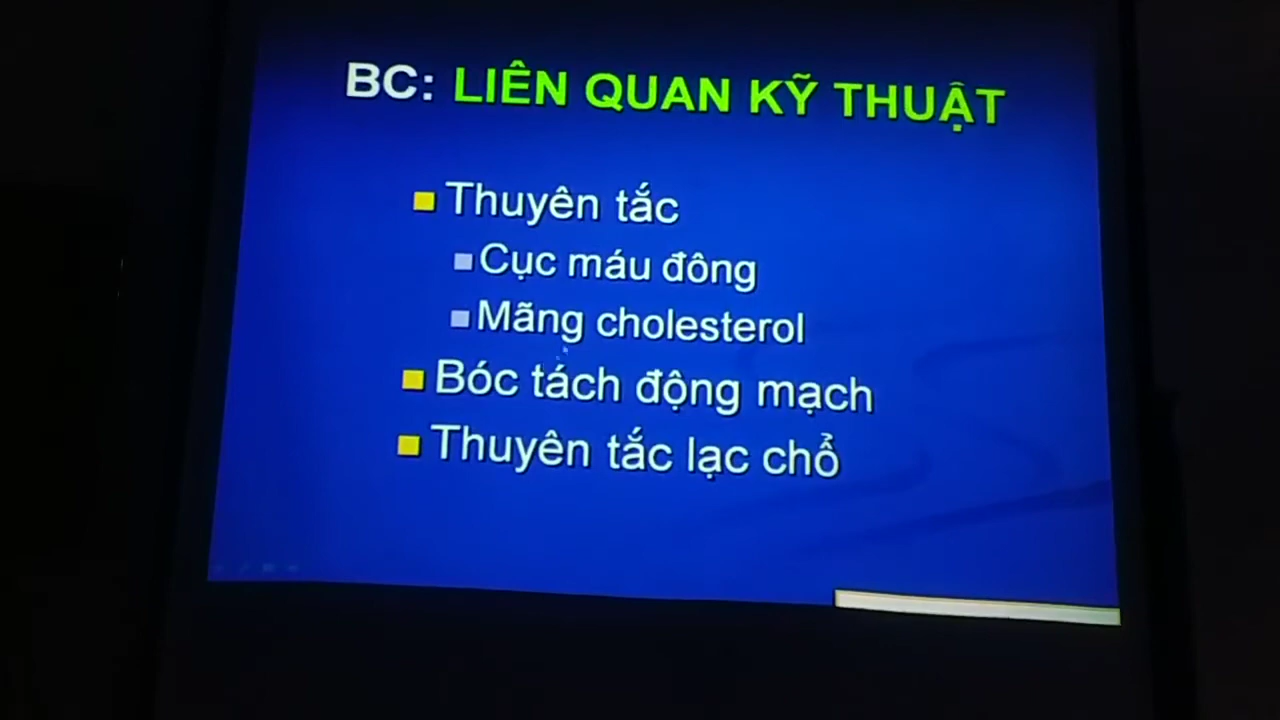 BC: LIÊN QUAN KỸ THUẬT
Thuyên tắc
Cục máu đông
Mãng cholesterol
Bóc tách động mạch
Thuyên tắc lạc chổ